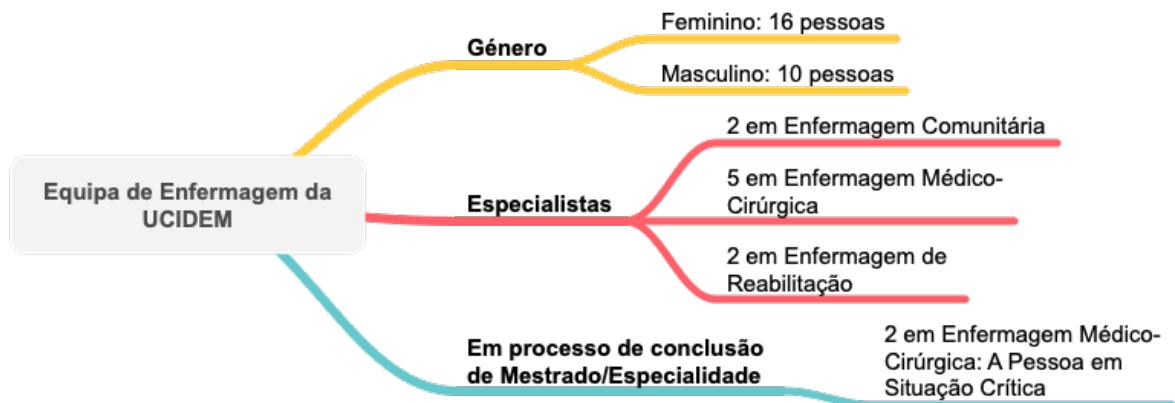 Equipa de Enfermagem da
UCIDEM
Género
Feminino: 16 pessoas
Masculino: 10 pessoas
Especialistas
2 em Enfermagem Comunitária
5 em Enfermagem Médico-
Cirúrgica
2 em Enfermagem de
Reabilitação
Em processo de conclusão
de Mestrado/Especialidade
2 em Enfermagem Médico-
Cirúrgica: A Pessoa em
Situação Crítica